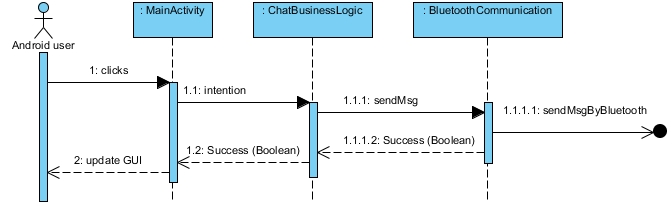 : MainActivity
: ChatBusinessLogic
: BluetoothCommunication
Android user
1: clicks
1.1: intention
1.1.1: sendMsg
1.1.1.1: sendMsgByBluetooth
1.1.1.2: Success (Boolean)
1.2: Success (Boolean)
2: update GUI